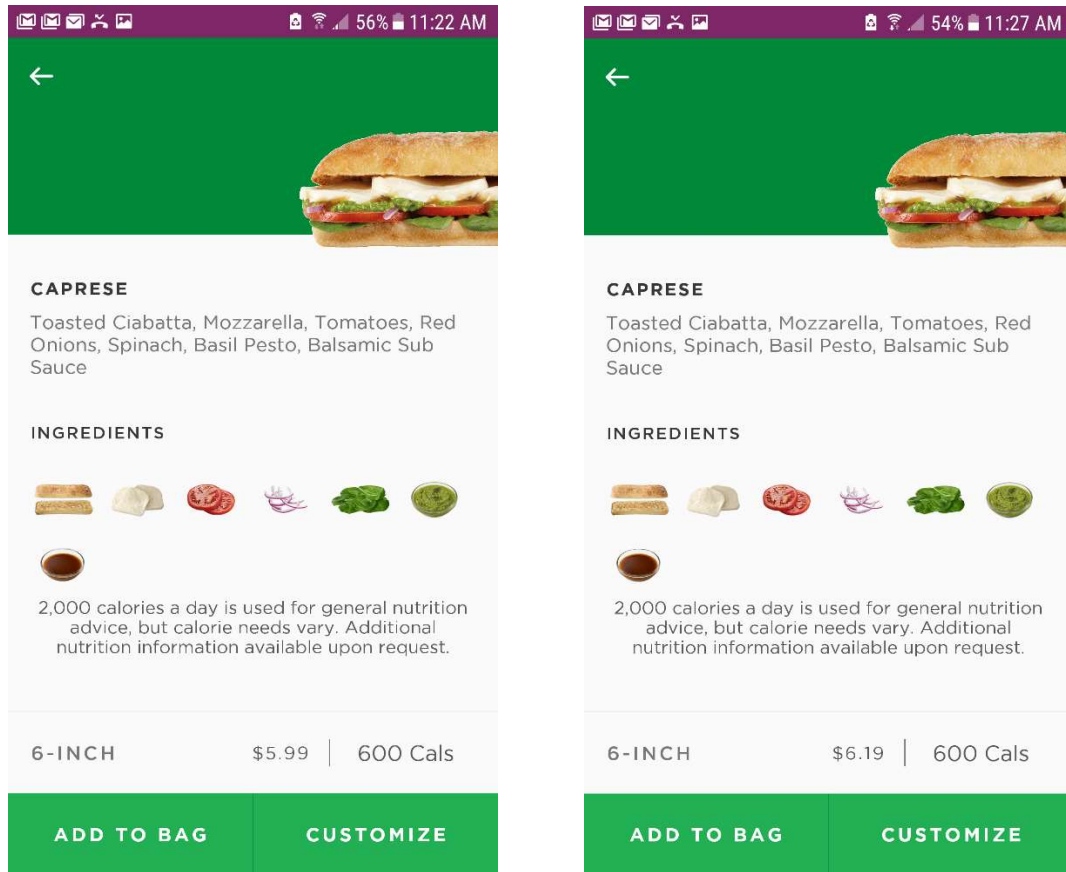 56% 11:22 AM
CAPRESE
Toasted Ciabatta, Mozzarella, Tomatoes, Red
Onions, Spinach, Basil Pesto, Balsamic Sub
Sauce
INGREDIENTS
2,000 calories a day is used for general nutrition
advice, but calorie needs vary. Additional
nutrition information available upon request.
6-INCH $5.99 | 600 Cals
ADD TO BAG CUSTOMIZE
54% 11:27 AM
CAPRESE
Toasted Ciabatta, Mozzarella, Tomatoes, Red
Onions, Spinach, Basil Pesto, Balsamic Sub
Sauce
INGREDIENTS
2,000 calories a day is used for general nutrition
advice, but calorie needs vary. Additional
nutrition information available upon request.
6-INCH $6.19 | 600 Cals
ADD TO BAG CUSTOMIZE